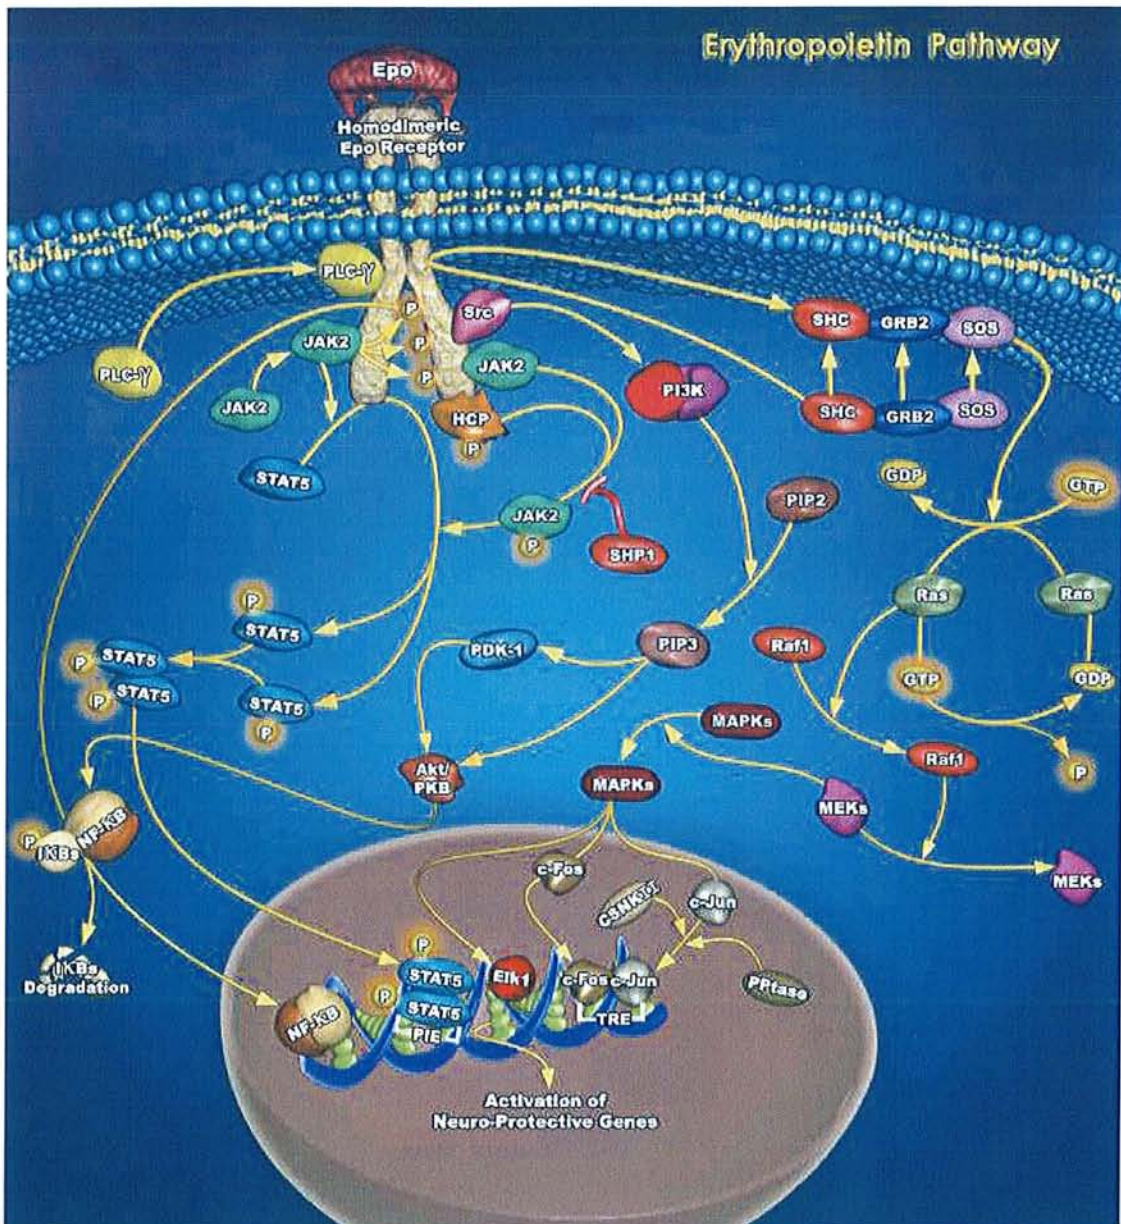 Erythropoietin Pathway
Epo
Homodimeric
Epo Receptor
PLC-γ
P
Src
SHC
GRB2
SOS
JAK2
P
PLC-γ
JAK2
P
PI3K
JAK2
HCP
SHC
GRB2
SOS
P
STAT5
GDP
GTP
PIP2
JAK2
P
SHP1
P
Ras
Ras
STAT5
PDK-1
PIP3
Raf1
P
STAT5
P
STAT5
STAT5
P
GTP
GDP
MAPKs
Akt/
PKB
MAPKs
Raf1
P
MEKs
P
IKBs
NF-KB
c-Fos
MEKs
CSNKII
c-Jun
IKBs
Degradation
P
STAT5
Elk1
c-Fos
c-Jun
PPtase
P
STAT5
NF-KB
PIE
TRE
Activation of
Neuro-Protective Genes